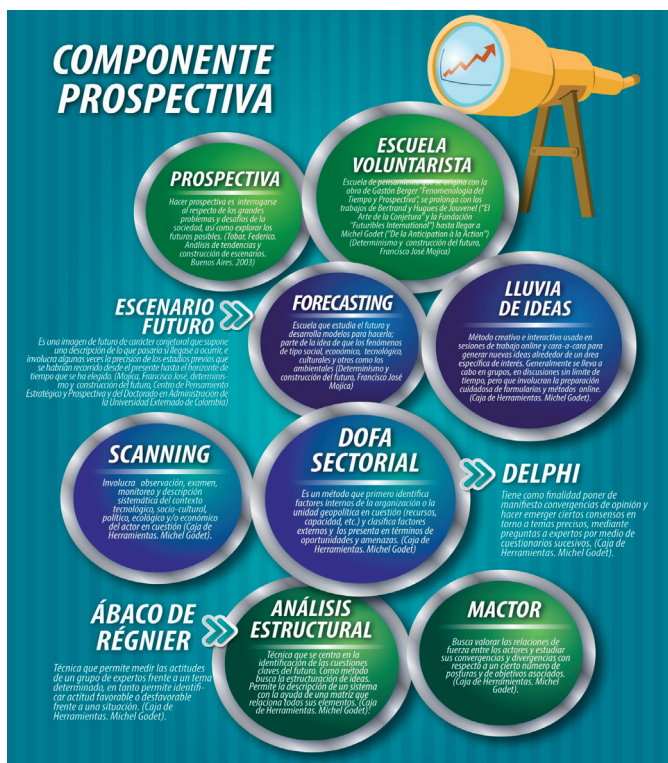 COMPONENTE
PROSPECTIVA
PROSPECTIVA
Hacer prospectiva es interrogarse
al respecto de los grandes
problemas y desafíos de la
sociedad, así como explorar los
futuros posibles. (Tobar, Federico.
Análisis de tendencias y
construcción de escenarios.
Buenos Aires. 2003)
ESCUELA
VOLUNTARISTA
Escuela de pensamiento que se origina con la
obra de Gastón Berger "Fenomenología del
Tiempo y Prospectiva". se prolonga con los
trabajos de Bertrand y Hugues de Jouvenel ("El
Arte de la Conjetura" y la Fundación
"Futuribles International") hasta llegar a
Michel Godet ("De la Anticipation à la Action")
(Determinismo y construcción del futuro,
Francisco José Mojica)
ESCENARIO
FUTURO
Es una imagen de futuro de carácter conjetural que supone
una descripción de lo que pasaría si llegase a ocurrir, e
involucra algunas veces la precisión de los estados previos que
se habrían recorrido desde el presente hasta el horizonte de
tiempo que se ha elegido. (Mojica, Francisco José, determinis-
mo y construcción del futuro, Centro de Pensamiento
Estratégico y Prospectiva y del Doctorado en Administración de
la Universidad Externado de Colombia)
FORECASTING
Escuela que estudia el futuro y
desarrolla modelos para hacerla;
parte de la idea de que los fenómenos
de tipo social, económico, tecnológico,
culturales y otros como los
ambientales (Determinismo y
construcción del futuro, Francisco José
Mojica)
LLUVIA
DE IDEAS
Método creativo e interactivo usado en
sesiones de trabajo online y cara-a-cara para
generar nuevas ideas alrededor de un área
específica de interés. Generalmente se lleva a
cabo en grupos, en discusiones sin límite de
tiempo, pero que involucran la preparación
cuidadosa de formularios y métodos online.
(Caja de Herramientas. Michel Godet).
SCANNING
Involucra observación, examen,
monitoreo y descripción
sistemática del contexto
tecnológico, socio-cultural,
político, ecológico y/o económico
del actor en cuestión (Caja de
Herramientas. Michel Godet).
DOFA
SECTORIAL
Es un método que primero identifica
factores internos de la organización o la
unidad geopolítica en cuestión (recursos,
capacidad, etc.) y clasifica factores
externos y los presenta en términos de
oportunidades y amenazas. (Caja de
Herramientas. Michel Godet)
DELPHI
Tiene como finalidad poner de
manifiesto convergencias de opinión y
hacer emerger ciertos consensos en
torno a temas precisos, mediante
preguntas a expertos por medio de
cuestionarios sucesivos. (Caja de
Herramientas. Michel Godet).
ÁBACO DE
RÉGNIER
Técnica que permite medir las actitudes
de un grupo de expertos frente a un tema
determinado, en tanto permite identifi-
car actitud favorable o desfavorable
frente a una situación. (Caja de
Herramientas. Michel Godet).
ANÁLISIS
ESTRUCTURAL
Técnica que se centra en la
identificación de las cuestiones
claves del futuro. Como método
busca la estructuración de ideas.
Permite la descripción de un sistema
con la ayuda de una matriz que
relaciona todos sus elementos. (Caja
de Herramientas. Michel Godet).
MACTOR
Busca valorar las relaciones de
fuerza entre los actores y estudiar
sus convergencias y divergencias con
respecto a un cierto número de
posturas y de objetivos asociados.
(Caja de Herramientas. Michel
Godet).